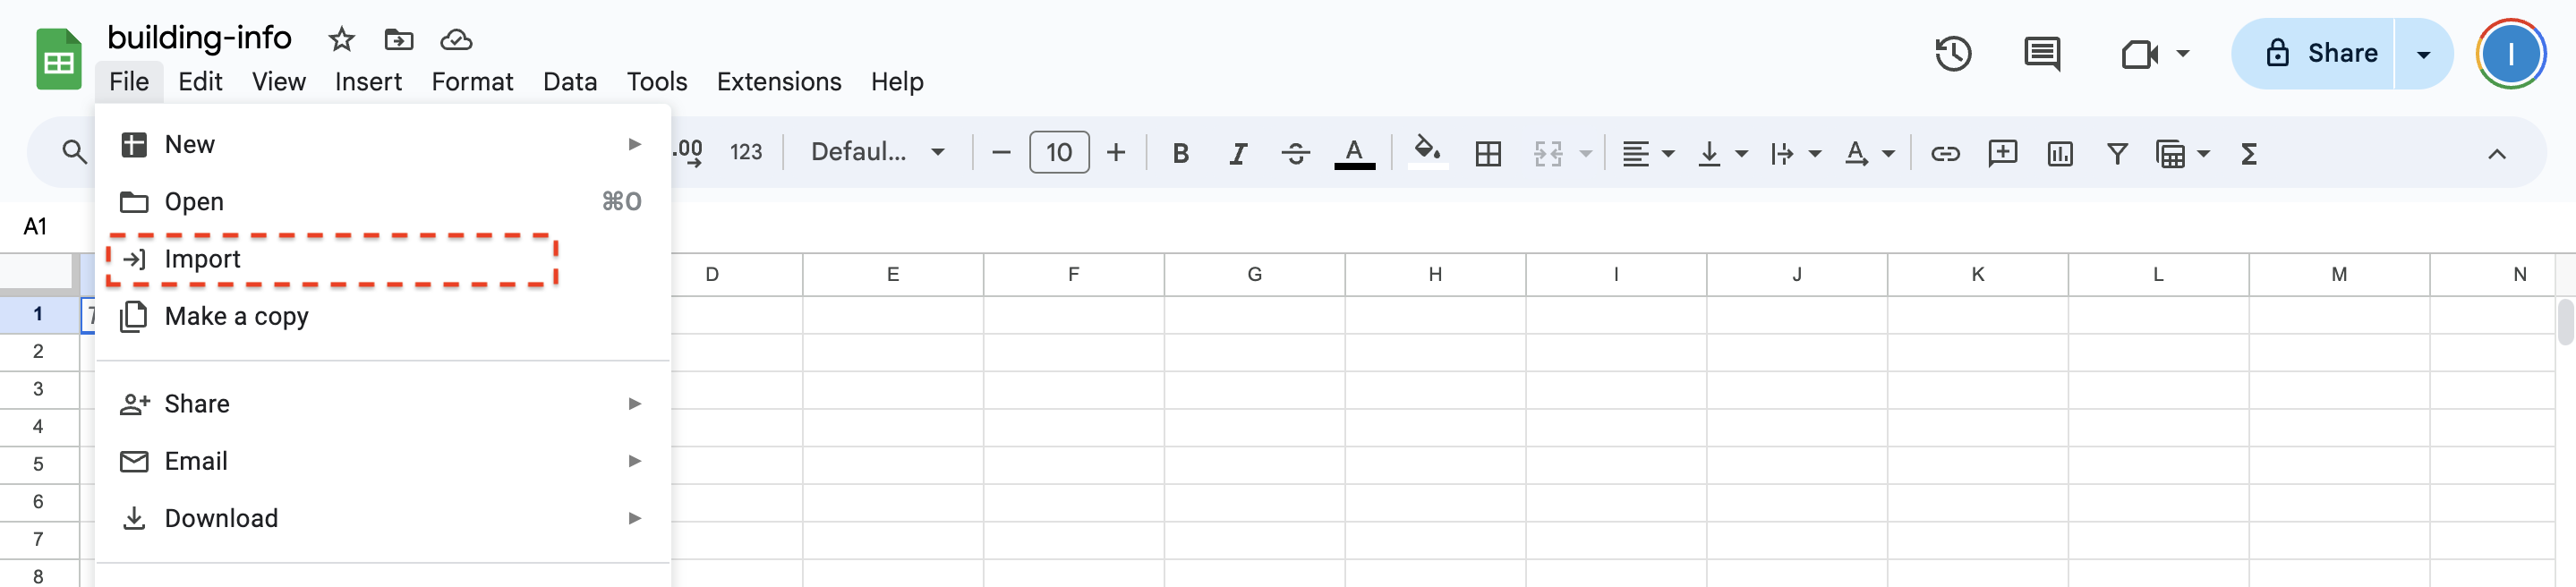 building-info
File Edit View Insert Format Data Tools Extensions Help
Share
I
New
Open ⌘O
Import
Make a copy
Share
Email
Download
.00 123 Defaul... 10 B I A A Σ
A1
D E F G H I J K L M N
1
2
3
4
5
6
7
8